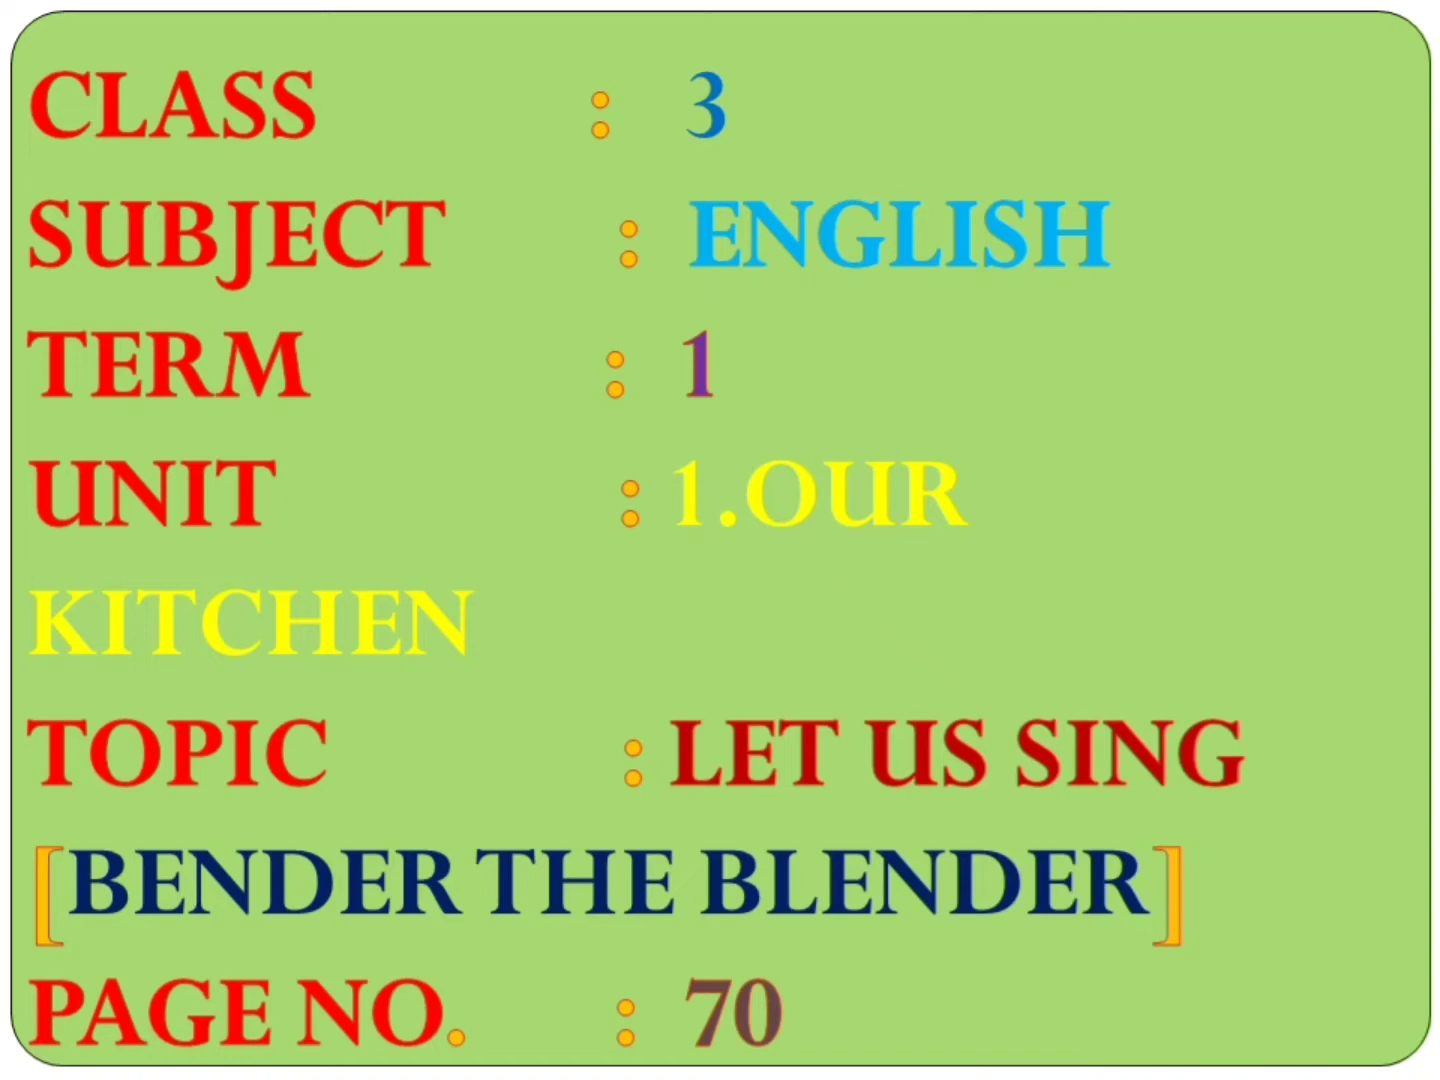 CLASS : 3
SUBJECT : ENGLISH
TERM : 1
UNIT : 1.OUR
KITCHEN
TOPIC : LET US SING
[BENDER THE BLENDER]
PAGE NO. : 70